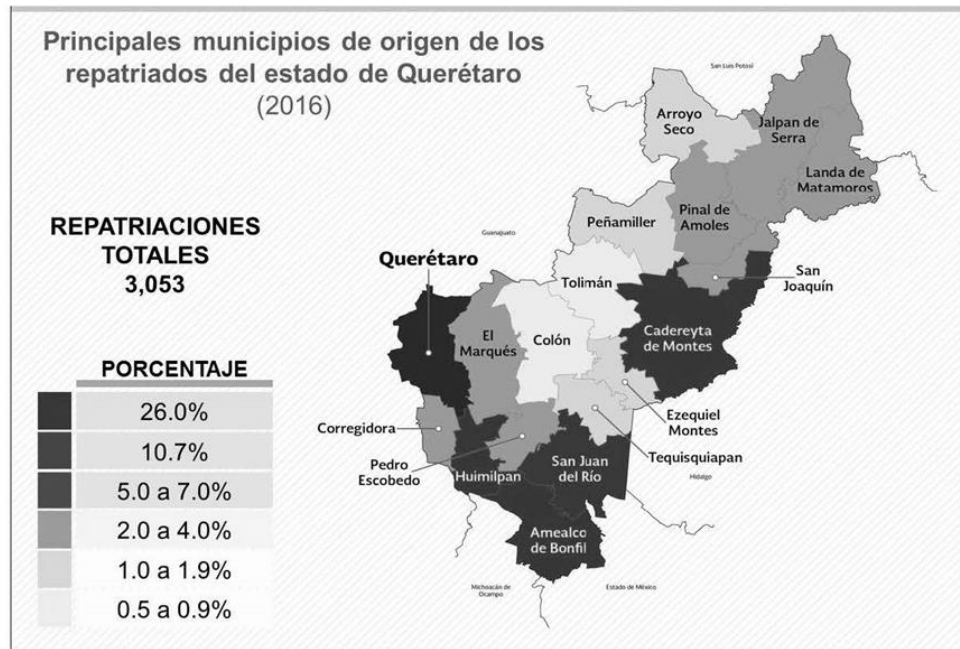 Principales municipios de origen de los
repatriados del estado de Querétaro
(2016)
REPATRIACIONES
TOTALES
3,053
PORCENTAJE
26.0%
10.7%
5.0 a 7.0%
2.0 a 4.0%
1.0 a 1.9%
0.5 a 0.9%
San Luis Potosí
Arroyo
Seco
Jalpan de
Serra
Landa de
Matamoros
Pinal de
Amoles
Peñamiller
Guanajuato
Querétaro
Tolimán
San
Joaquín
El
Marqués
Colón
Cadereyta
de Montes
Corregidora
Ezequiel
Montes
Pedro
Escobedo
Tequisquiapan
Huimilpan
San Juan
del Río
Hidalgo
Amealco
de Bonfil
Michoacán de
Ocampo
Estado de México